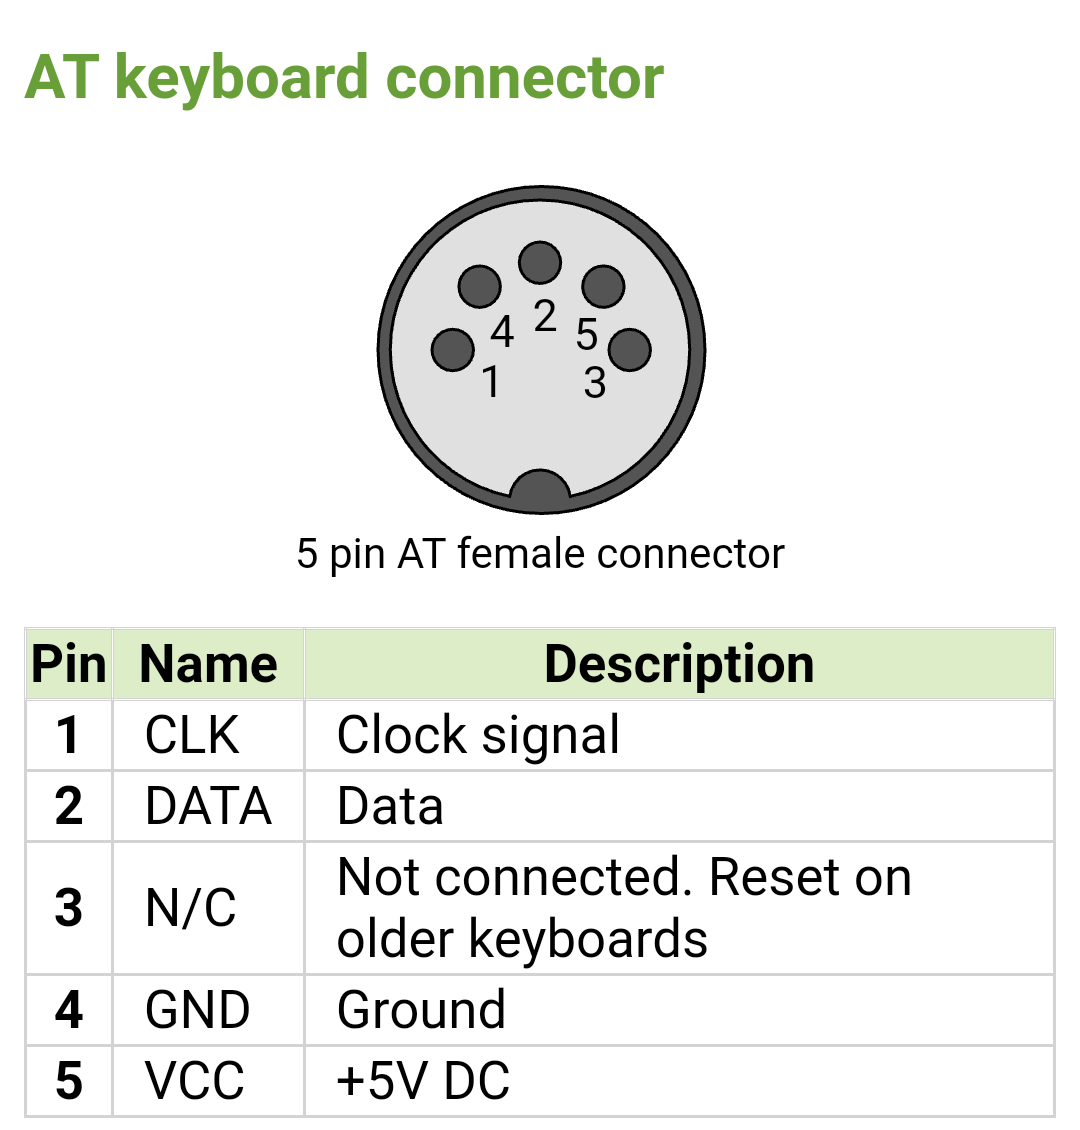 AT keyboard connector
4 2 5
1 3
5 pin AT female connector
Pin Name Description
1 CLK Clock signal
2 DATA Data
3 N/C Not connected. Reset on
older keyboards
4 GND Ground
5 VCC +5V DC